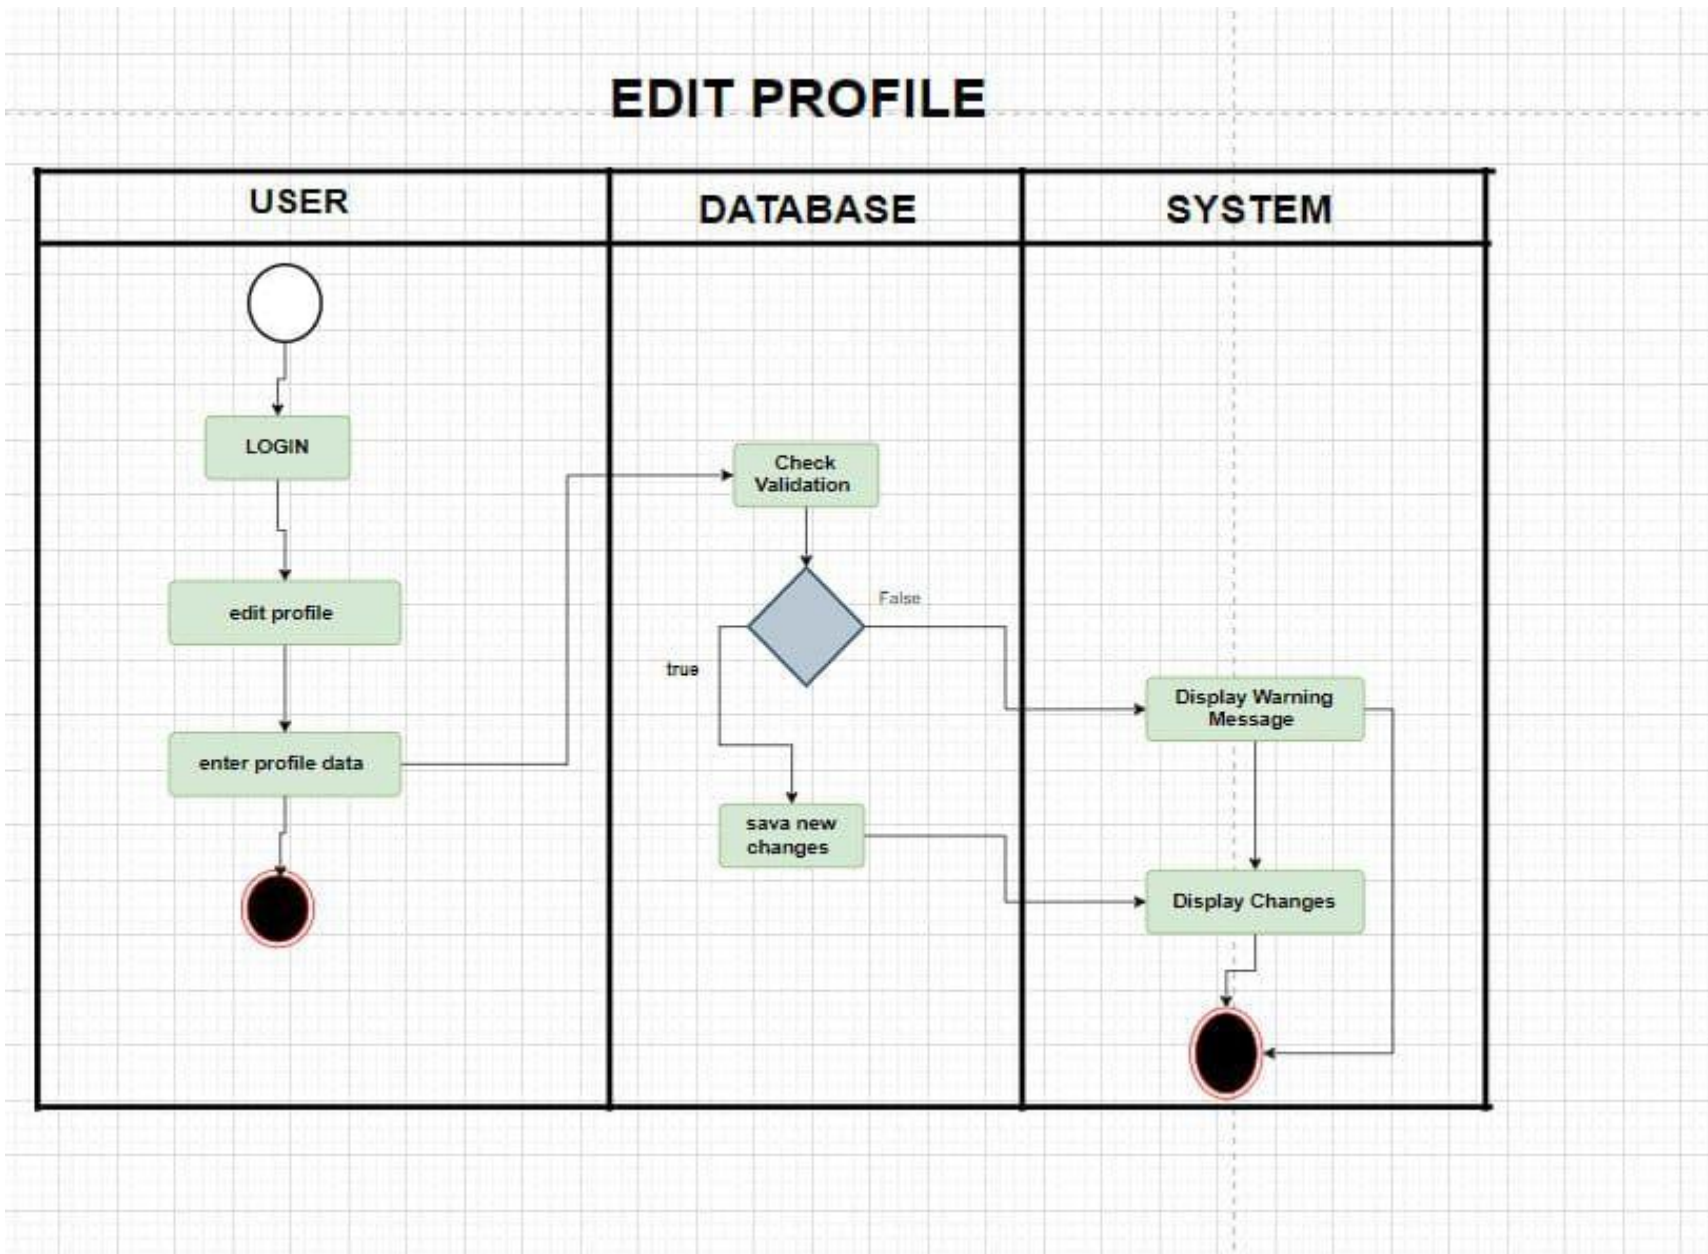 EDIT PROFILE
USER
DATABASE
SYSTEM
LOGIN
edit profile
enter profile data
Check
Validation
False
true
sava new
changes
Display Warning
Message
Display Changes